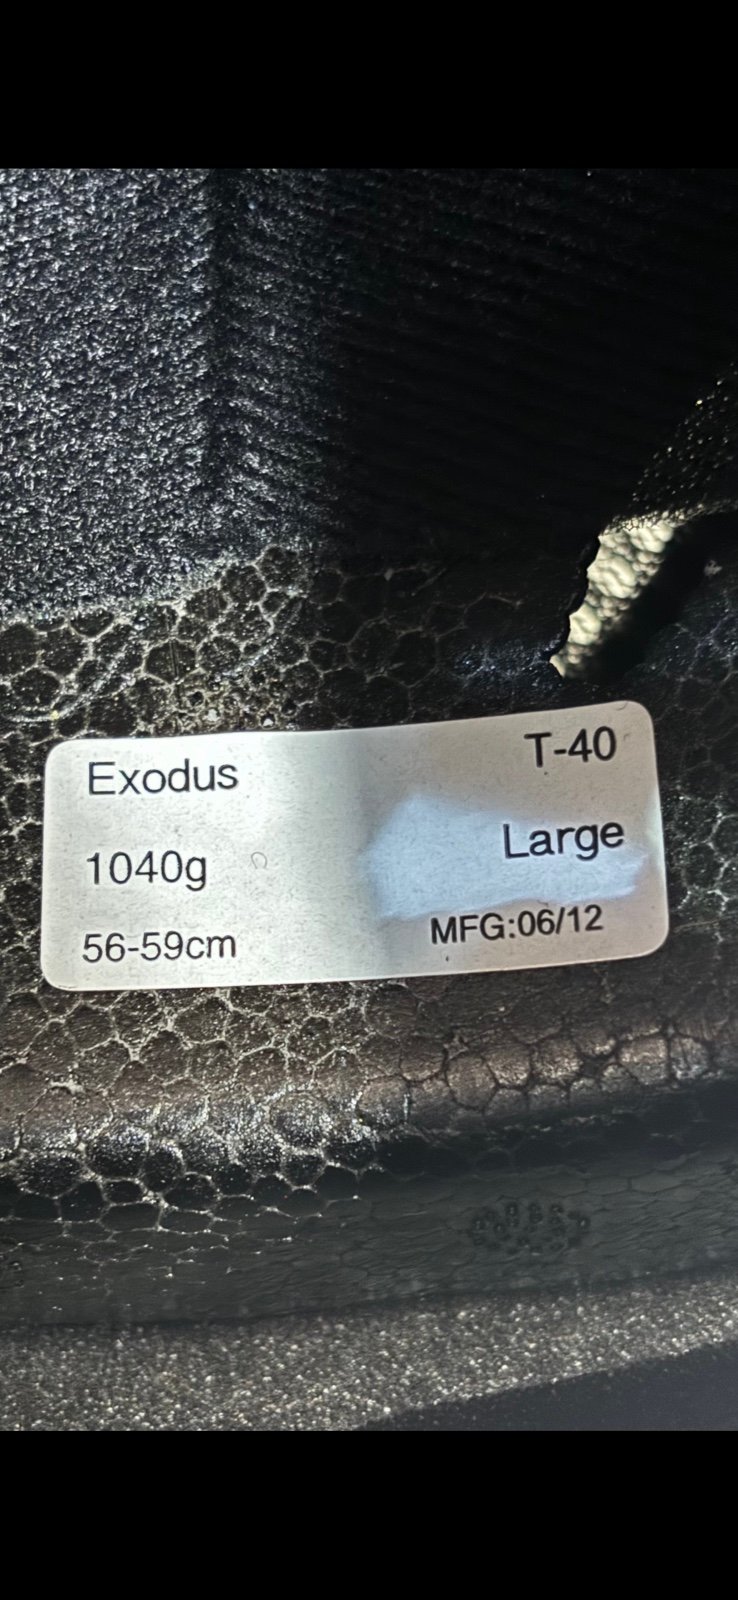 Exodus T-40
1040g Large
56-59cm MFG:06/12